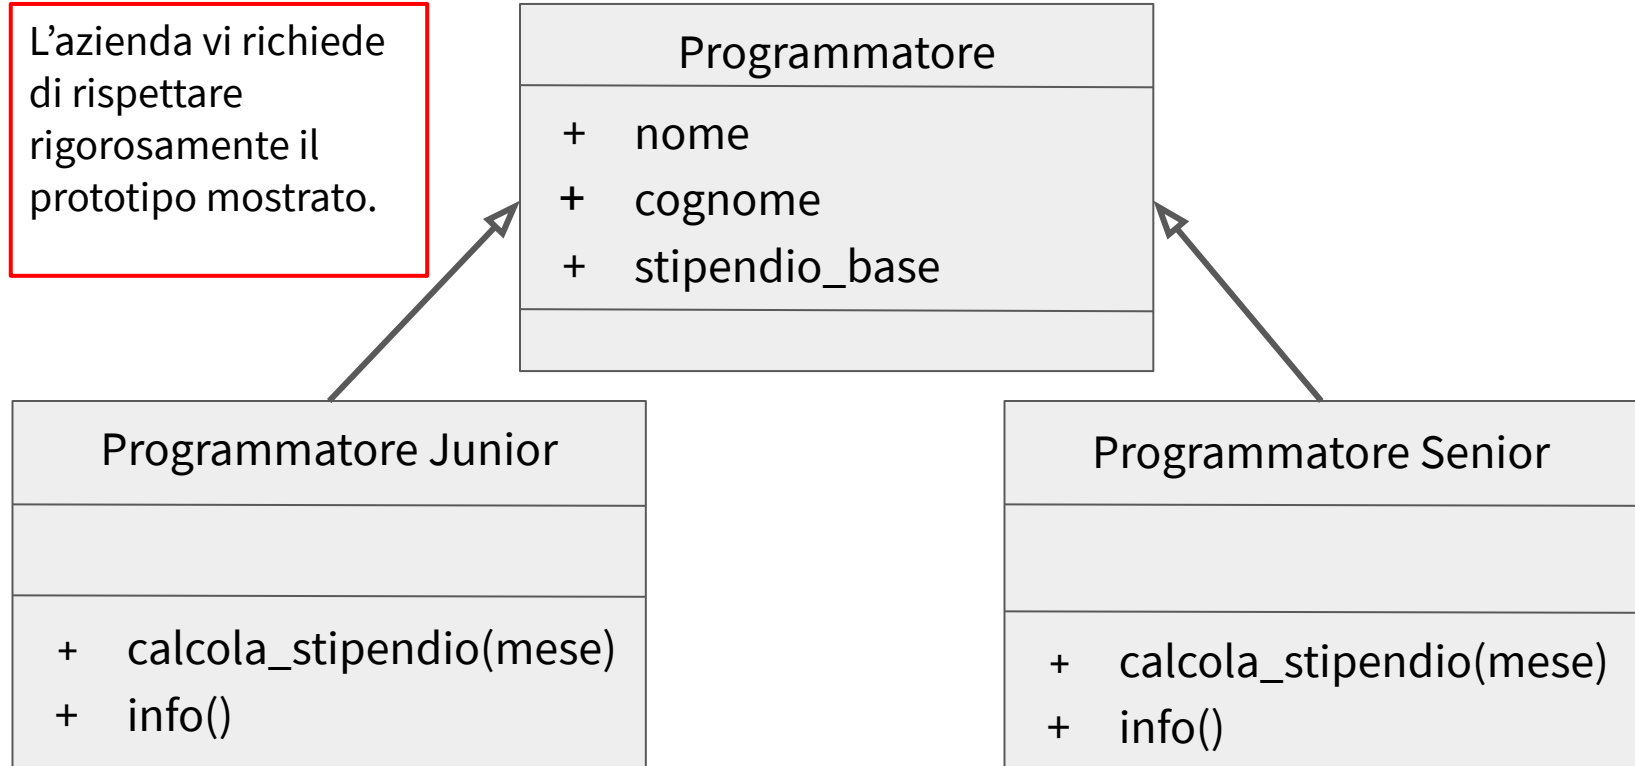 L’azienda vi richiede
di rispettare
rigorosamente il
prototipo mostrato.
Programmatore
+ nome
+ cognome
+ stipendio_base
Programmatore Junior
+ calcola_stipendio(mese)
+ info()
Programmatore Senior
+ calcola_stipendio(mese)
+ info()